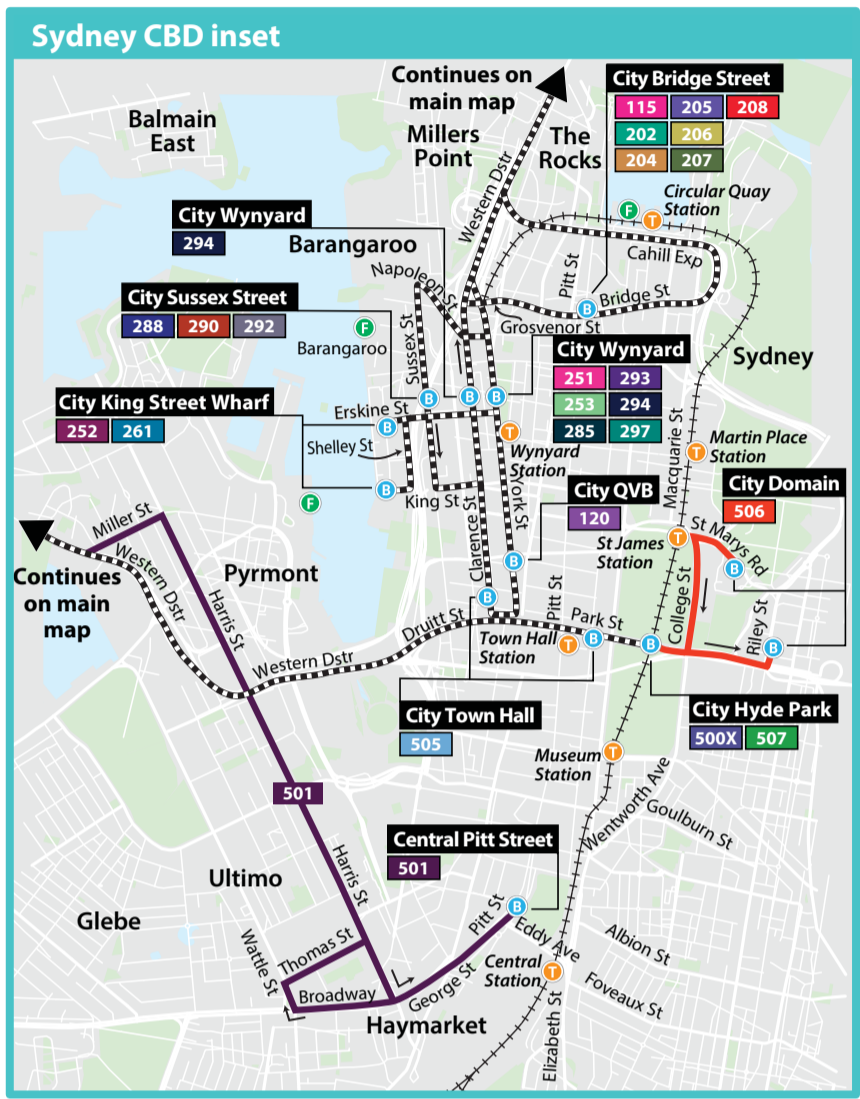 Sydney CBD inset
Continues on
main map
City Bridge Street
115 205 208
202 206
204 207
Balmain
East
Millers
Point
The
Rocks
Western Dstr
F
T
Circular Quay
Station
City Wynyard
294
Barangaroo
Cahill Exp
Pitt St
Napoleon St
B
Bridge St
Grosvenor St
City Sussex Street
288 290 292
F
Barangaroo
Sussex St
Sydney
City Wynyard
251 293
253 294
285 297
City King Street Wharf
252 261
B
B
B
Erskine St
B
Shelley St
T
Wynyard
Station
Macquarie St
T
Martin Place
Station
B
F
King St
Clarence St
York St
City QVB
120
City Domain
506
Miller St
St James
Station
T
St Marys Rd
B
Continues
on main
map
Western Dstr
Pyrmont
Harris St
B
B
College St
Riley St
Pitt St
Park St
Druitt St
Town Hall
Station
T
B
B
B
Western Dstr
City Town Hall
505
City Hyde Park
500X 507
Museum
Station
T
501
Wentworth Ave
Goulburn St
Central Pitt Street
501
Harris St
Ultimo
Glebe
Pitt St
B
Eddy Ave
Albion St
Wattle St
Thomas St
Central
Station
T
Broadway
George St
Foveaux St
Haymarket
Elizabeth St